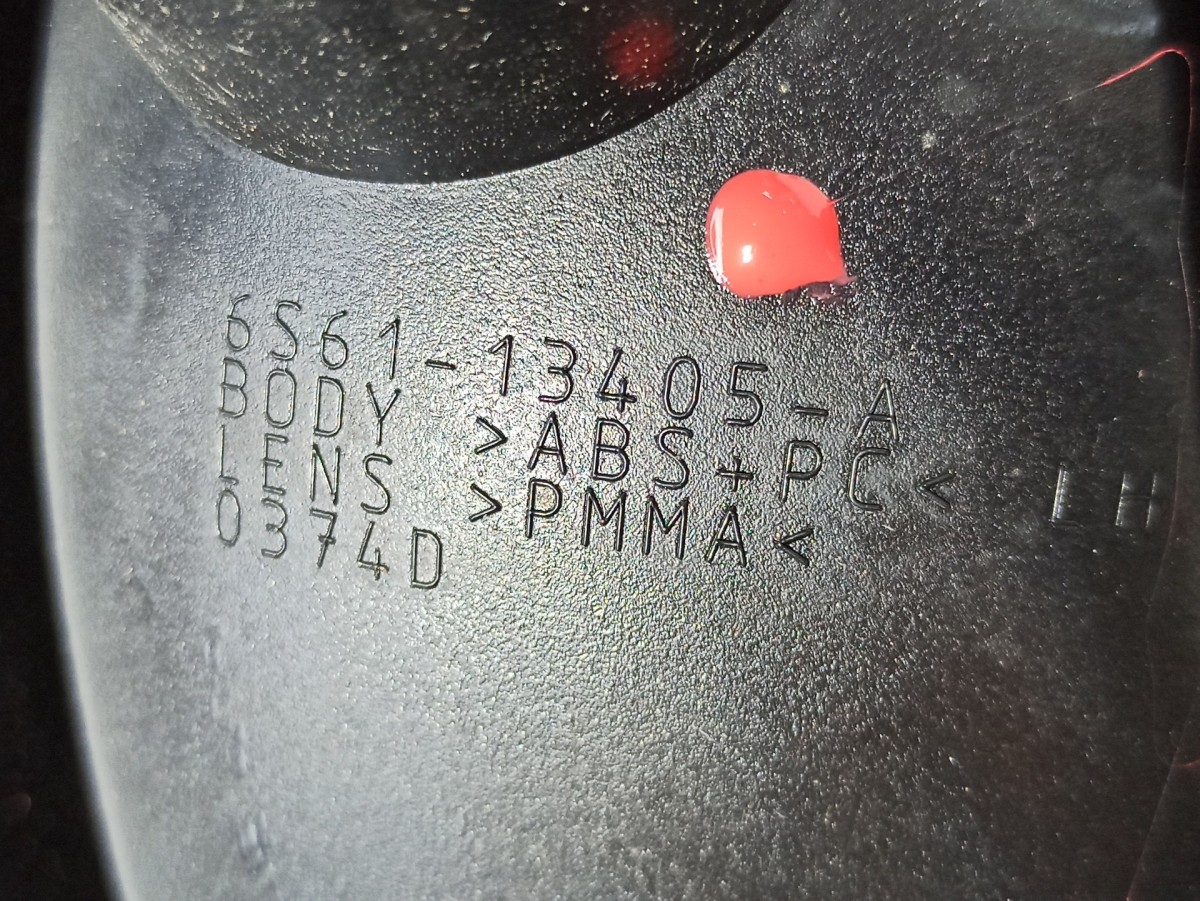 6S61-13405-A
BODY >ABS+PC< LH
LENS >PMMA<
0374D